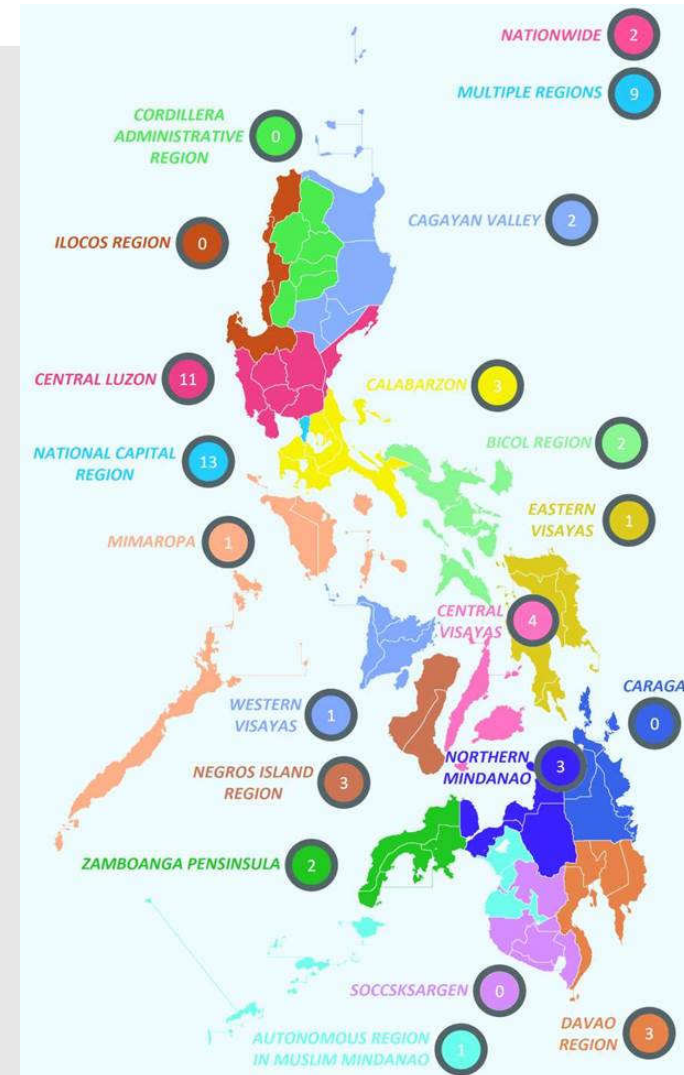 NATIONWIDE
2
MULTIPLE REGIONS
9
CORDILLERA
ADMINISTRATIVE
REGION
0
CAGAYAN VALLEY
2
ILOCOS REGION
0
CENTRAL LUZON
11
CALABARZON
3
BICOL REGION
2
NATIONAL CAPITAL
REGION
13
EASTERN
VISAYAS
1
MIMAROPA
1
CENTRAL
VISAYAS
4
CARAGA
0
WESTERN
VISAYAS
1
NORTHERN
MINDANAO
3
NEGROS ISLAND
REGION
3
ZAMBOANGA PENSINSULA
2
SOCCSKSARGEN
0
DAVAO
REGION
3
AUTONOMOUS REGION
IN MUSLIM MINDANAO
1